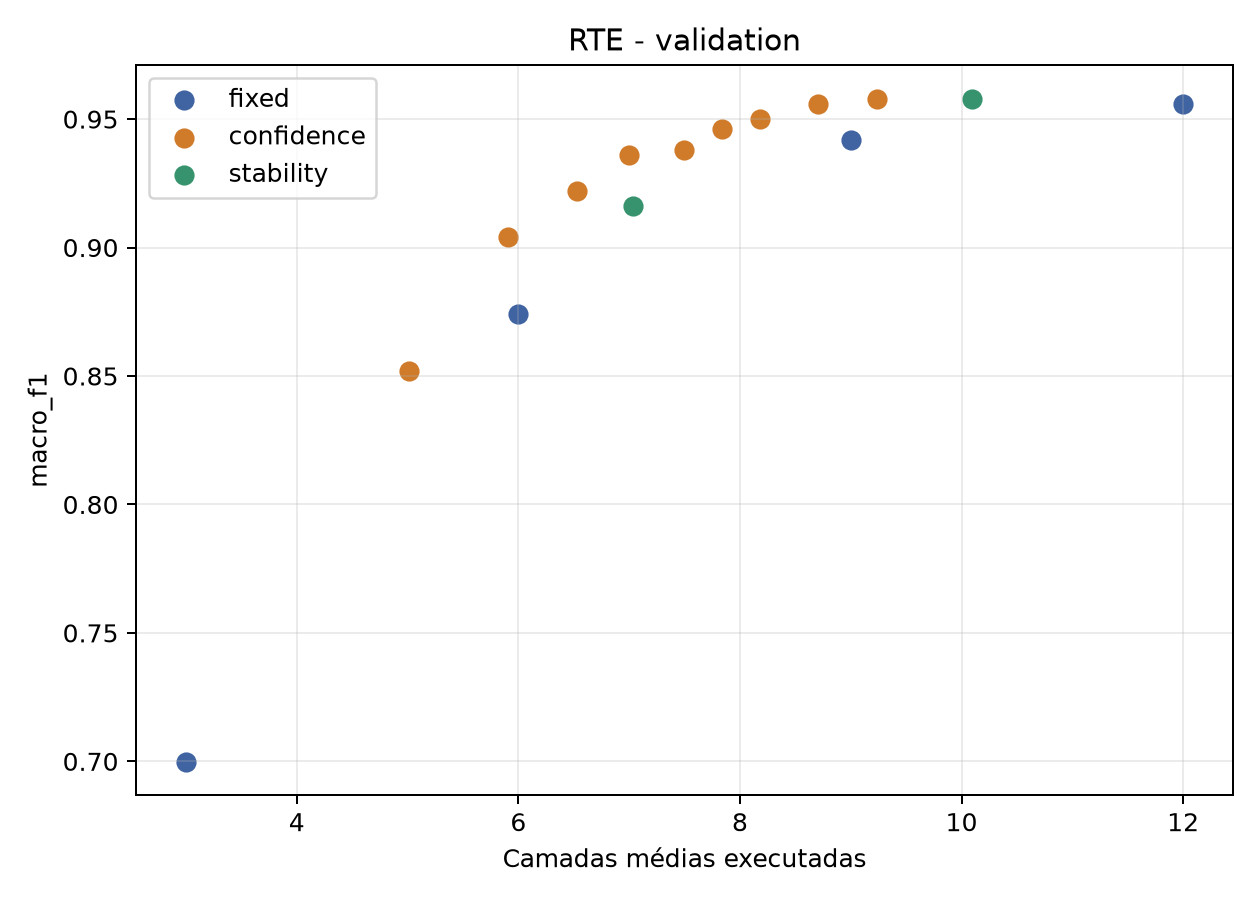 RTE - validation
fixed
confidence
stability
0.95
0.90
0.85
0.80
0.75
0.70
macro_f1
4 6 8 10 12
Camadas médias executadas